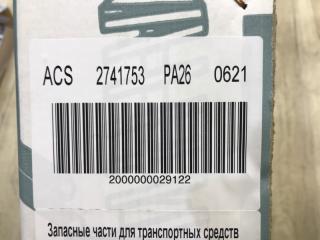 ACS 2741753 PA26 0621
2000000029122
Запасные части для транспортных средств